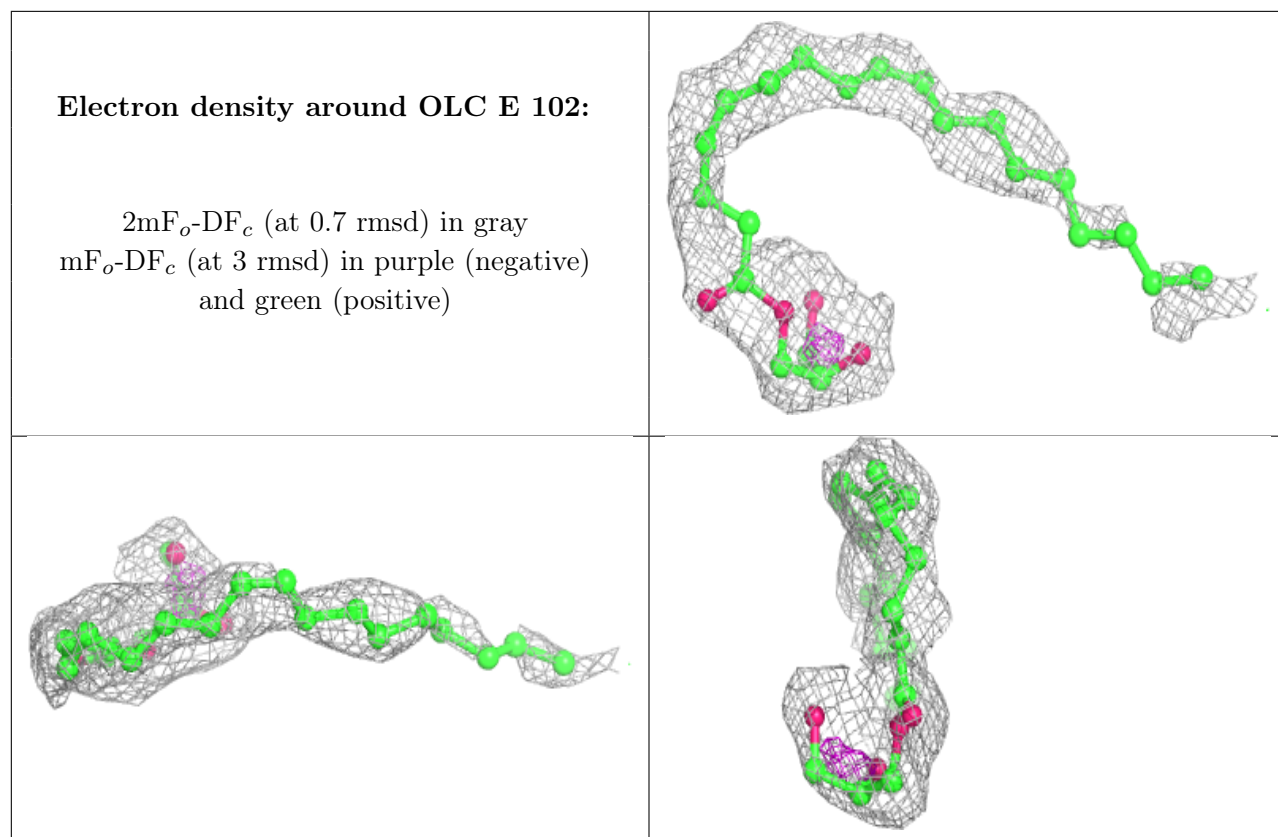 Electron density around OLC E 102:
2mFo-DFc (at 0.7 rmsd) in gray
mFo-DFc (at 3 rmsd) in purple (negative)
and green (positive)